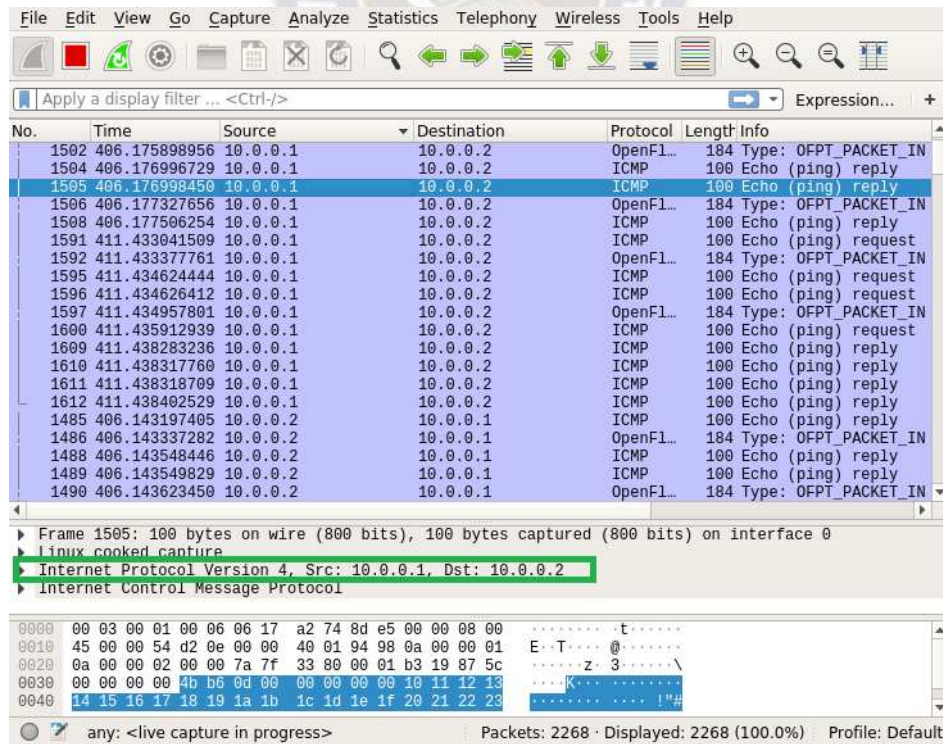 File Edit View Go Capture Analyze Statistics Telephony Wireless Tools Help
Apply a display filter ... <Ctrl-/> Expression... +
No. Time Source Destination Protocol Length Info
1502 406.175898956 10.0.0.1 10.0.0.2 OpenFl… 184 Type: OFPT_PACKET_IN
1504 406.176996729 10.0.0.1 10.0.0.2 ICMP 100 Echo (ping) reply
1505 406.176998450 10.0.0.1 10.0.0.2 ICMP 100 Echo (ping) reply
1506 406.177327656 10.0.0.1 10.0.0.2 OpenFl… 184 Type: OFPT_PACKET_IN
1508 406.177506254 10.0.0.1 10.0.0.2 ICMP 100 Echo (ping) reply
1591 411.433041509 10.0.0.1 10.0.0.2 ICMP 100 Echo (ping) request
1592 411.433377761 10.0.0.1 10.0.0.2 OpenFl… 184 Type: OFPT_PACKET_IN
1595 411.434624444 10.0.0.1 10.0.0.2 ICMP 100 Echo (ping) request
1596 411.434626412 10.0.0.1 10.0.0.2 ICMP 100 Echo (ping) request
1597 411.434957801 10.0.0.1 10.0.0.2 OpenFl… 184 Type: OFPT_PACKET_IN
1600 411.435912939 10.0.0.1 10.0.0.2 ICMP 100 Echo (ping) request
1609 411.438283236 10.0.0.1 10.0.0.2 ICMP 100 Echo (ping) reply
1610 411.438317760 10.0.0.1 10.0.0.2 ICMP 100 Echo (ping) reply
1611 411.438318709 10.0.0.1 10.0.0.2 ICMP 100 Echo (ping) reply
1612 411.438402529 10.0.0.1 10.0.0.2 ICMP 100 Echo (ping) reply
1485 406.143197405 10.0.0.2 10.0.0.1 ICMP 100 Echo (ping) reply
1486 406.143337282 10.0.0.2 10.0.0.1 OpenFl… 184 Type: OFPT_PACKET_IN
1488 406.143548446 10.0.0.2 10.0.0.1 ICMP 100 Echo (ping) reply
1489 406.143549829 10.0.0.2 10.0.0.1 ICMP 100 Echo (ping) reply
1490 406.143623450 10.0.0.2 10.0.0.1 OpenFl… 184 Type: OFPT_PACKET_IN
Frame 1505: 100 bytes on wire (800 bits), 100 bytes captured (800 bits) on interface 0
Linux cooked capture
Internet Protocol Version 4, Src: 10.0.0.1, Dst: 10.0.0.2
Internet Control Message Protocol
0000 00 03 00 01 00 06 06 17 a2 74 8d e5 00 00 08 00 ········ ·t······
0010 45 00 00 54 d2 0e 00 00 40 01 94 98 0a 00 00 01 E··T···· @·······
0020 0a 00 00 02 00 00 7a 7f 33 80 00 01 b3 19 87 5c ······z· 3······\
0030 00 00 00 00 4b b6 0d 00 00 00 00 00 10 11 12 13 ····K··· ········
0040 14 15 16 17 18 19 1a 1b 1c 1d 1e 1f 20 21 22 23 ········ ···· !"#
any: <live capture in progress> Packets: 2268 · Displayed: 2268 (100.0%) Profile: Default